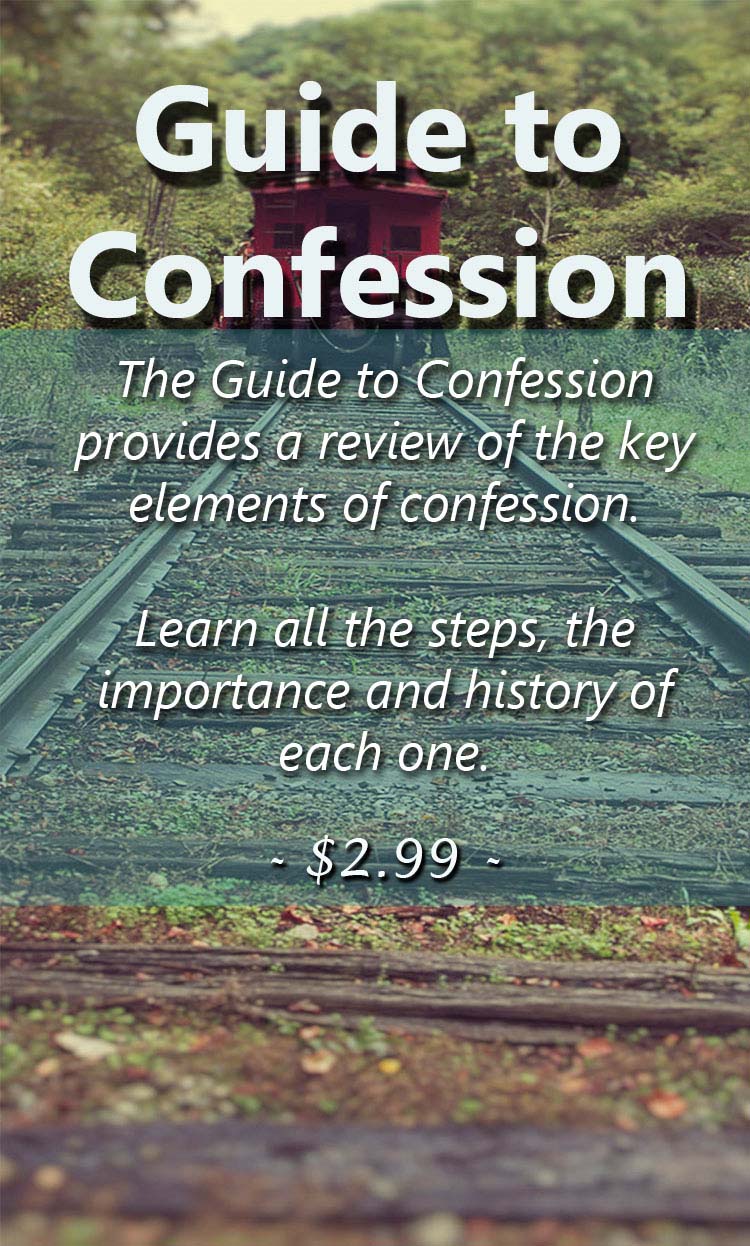 Guide to
Confession
The Guide to Confession
provides a review of the key
elements of confession.
Learn all the steps, the
importance and history of
each one.
~ $2.99 ~